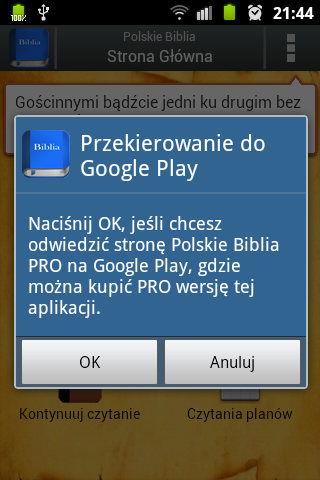 100%
21:44
Biblia
Polskie Biblia
Strona Główna
Gościnnymi bądźcie jedni ku drugim bez
Biblia
Przekierowanie do
Google Play
Naciśnij OK, jeśli chcesz
odwiedzić stronę Polskie Biblia
PRO na Google Play, gdzie
można kupić PRO wersję tej
aplikacji.
OK
Anuluj
Kontynuuj czytanie
Czytania planów